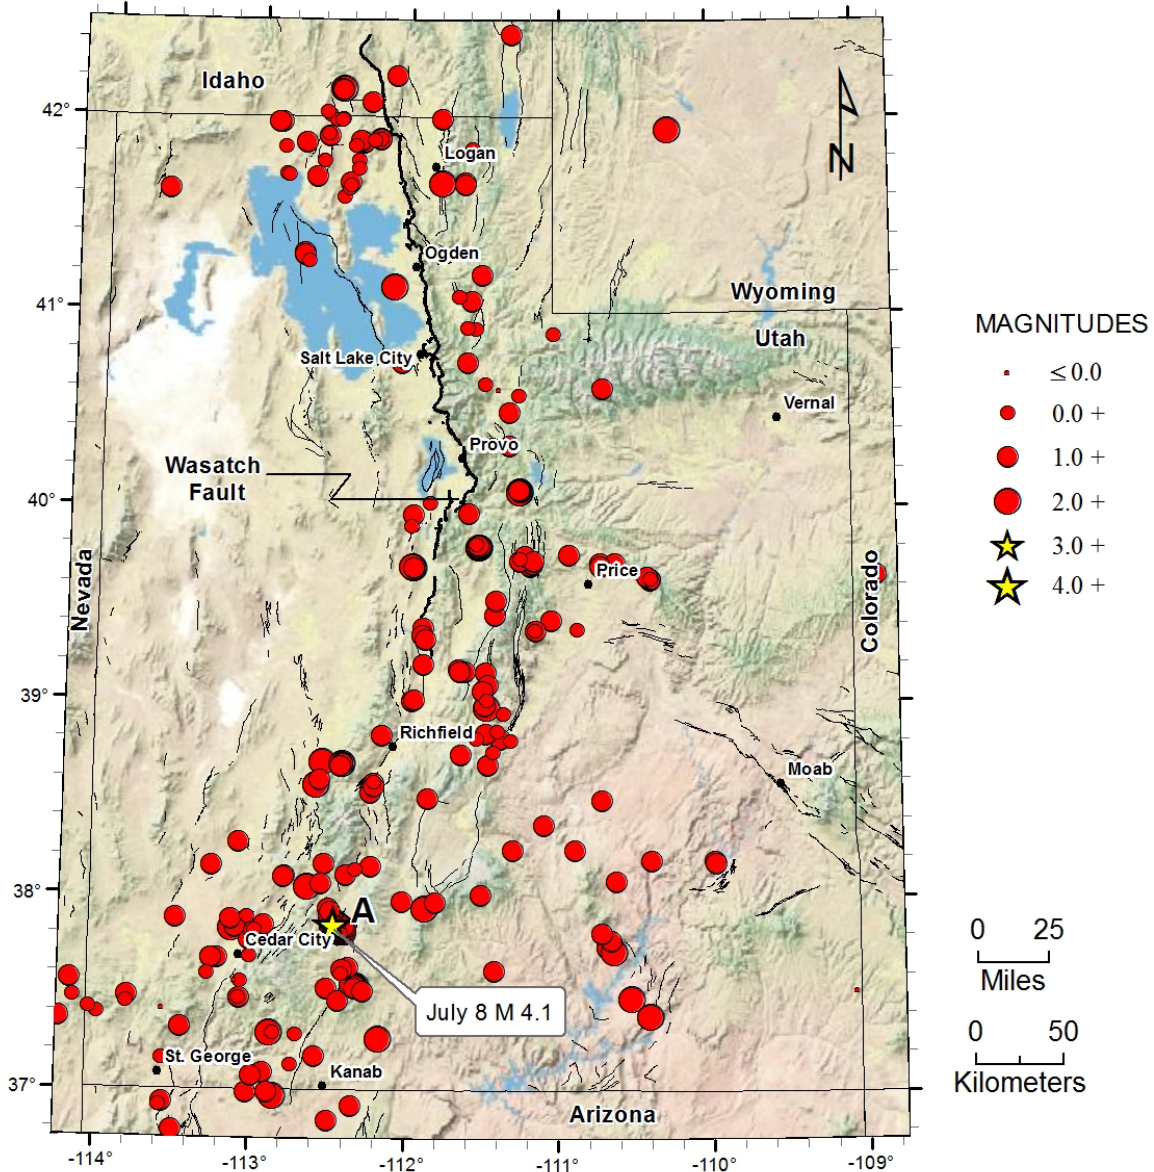 Idaho
42°
Logan
Ogden
41°
Wyoming
Utah
Salt Lake City
Vernal
Provo
Wasatch
Fault
40°
Price
Nevada
Colorado
39°
Richfield
Moab
38°
A
Cedar City
July 8 M 4.1
St. George
Kanab
37°
Arizona
-114°
-113°
-112°
-111°
-110°
-109°
N
MAGNITUDES
≤ 0.0
0.0 +
1.0 +
2.0 +
3.0 +
4.0 +
0 25
Miles
0 50
Kilometers